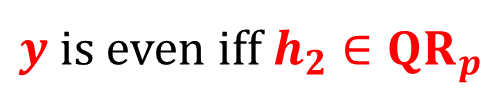 y is even iff h₂ ∈ QRₚ